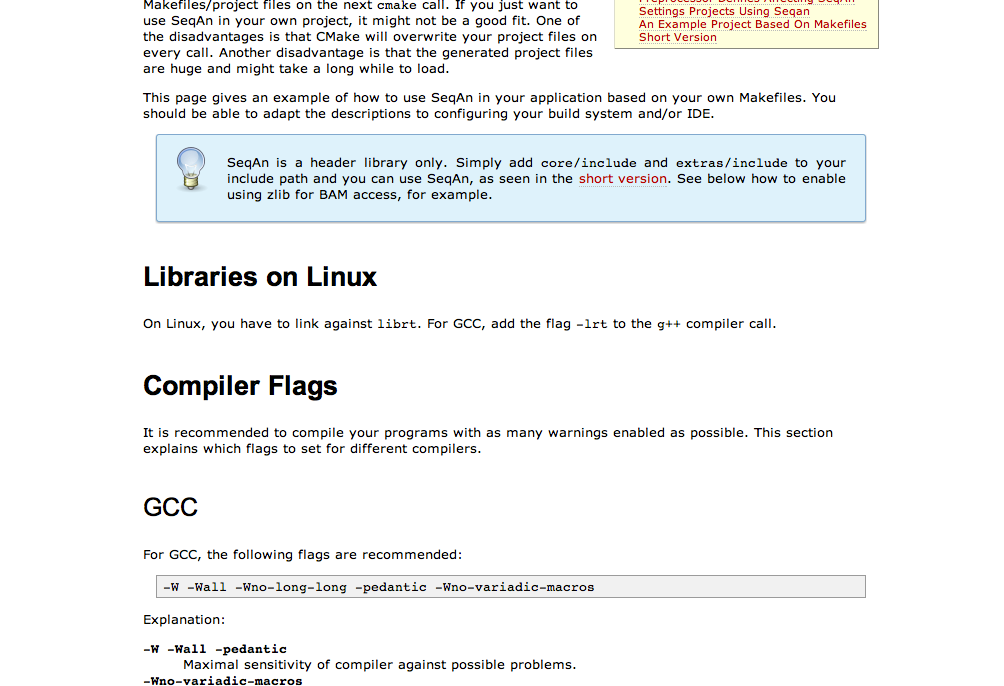 Makefiles/project files on the next cmake call. If you just want to
use SeqAn in your own project, it might not be a good fit. One of
the disadvantages is that CMake will overwrite your project files on
every call. Another disadvantage is that the generated project files
are huge and might take a long while to load.
Preprocessor Defines Affecting SeqAn
Settings Projects Using Seqan
An Example Project Based On Makefiles
Short Version
This page gives an example of how to use SeqAn in your application based on your own Makefiles. You
should be able to adapt the descriptions to configuring your build system and/or IDE.
SeqAn is a header library only. Simply add core/include and extras/include to your
include path and you can use SeqAn, as seen in the short version. See below how to enable
using zlib for BAM access, for example.
Libraries on Linux
On Linux, you have to link against librt. For GCC, add the flag -lrt to the g++ compiler call.
Compiler Flags
It is recommended to compile your programs with as many warnings enabled as possible. This section
explains which flags to set for different compilers.
GCC
For GCC, the following flags are recommended:
-W -Wall -Wno-long-long -pedantic -Wno-variadic-macros
Explanation:
-W -Wall -pedantic
Maximal sensitivity of compiler against possible problems.
-Wno-variadic-macros